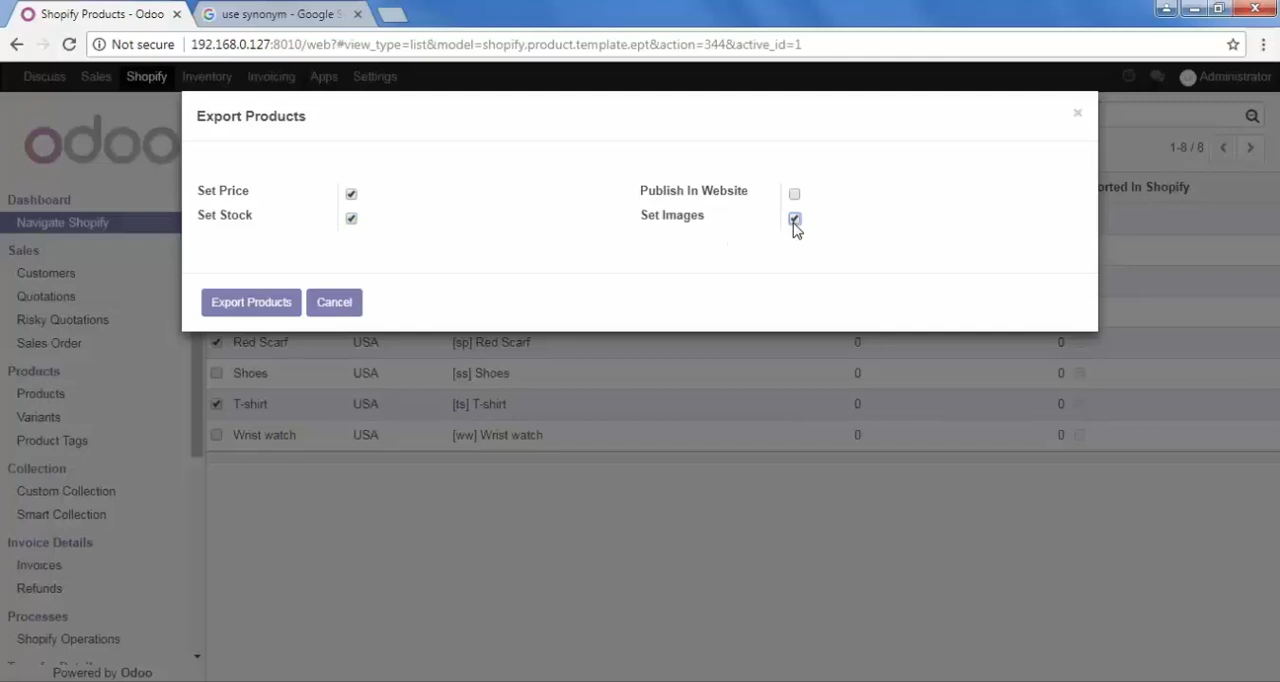 Shopify Products - Odoo
use synonym - Google S
Not secure
192.168.0.127:8010/web?#view_type=list&model=shopify.product.template.ept&action=344&active_id=1
Discuss Sales Shopify Inventory Invoicing Apps Settings Administrator
odoo
Export Products
×
1-8 / 8
orted In Shopify
Set Price
Publish In Website
Set Stock
Set Images
Export Products
Cancel
Red Scarf USA [sp] Red Scarf 0 0
Shoes USA [ss] Shoes 0 0
T-shirt USA [ts] T-shirt 0 0
Wrist watch USA [ww] Wrist watch 0 0
Dashboard
Navigate Shopify
Sales
Customers
Quotations
Risky Quotations
Sales Order
Products
Products
Variants
Product Tags
Collection
Custom Collection
Smart Collection
Invoice Details
Invoices
Refunds
Processes
Shopify Operations
Powered by Odoo